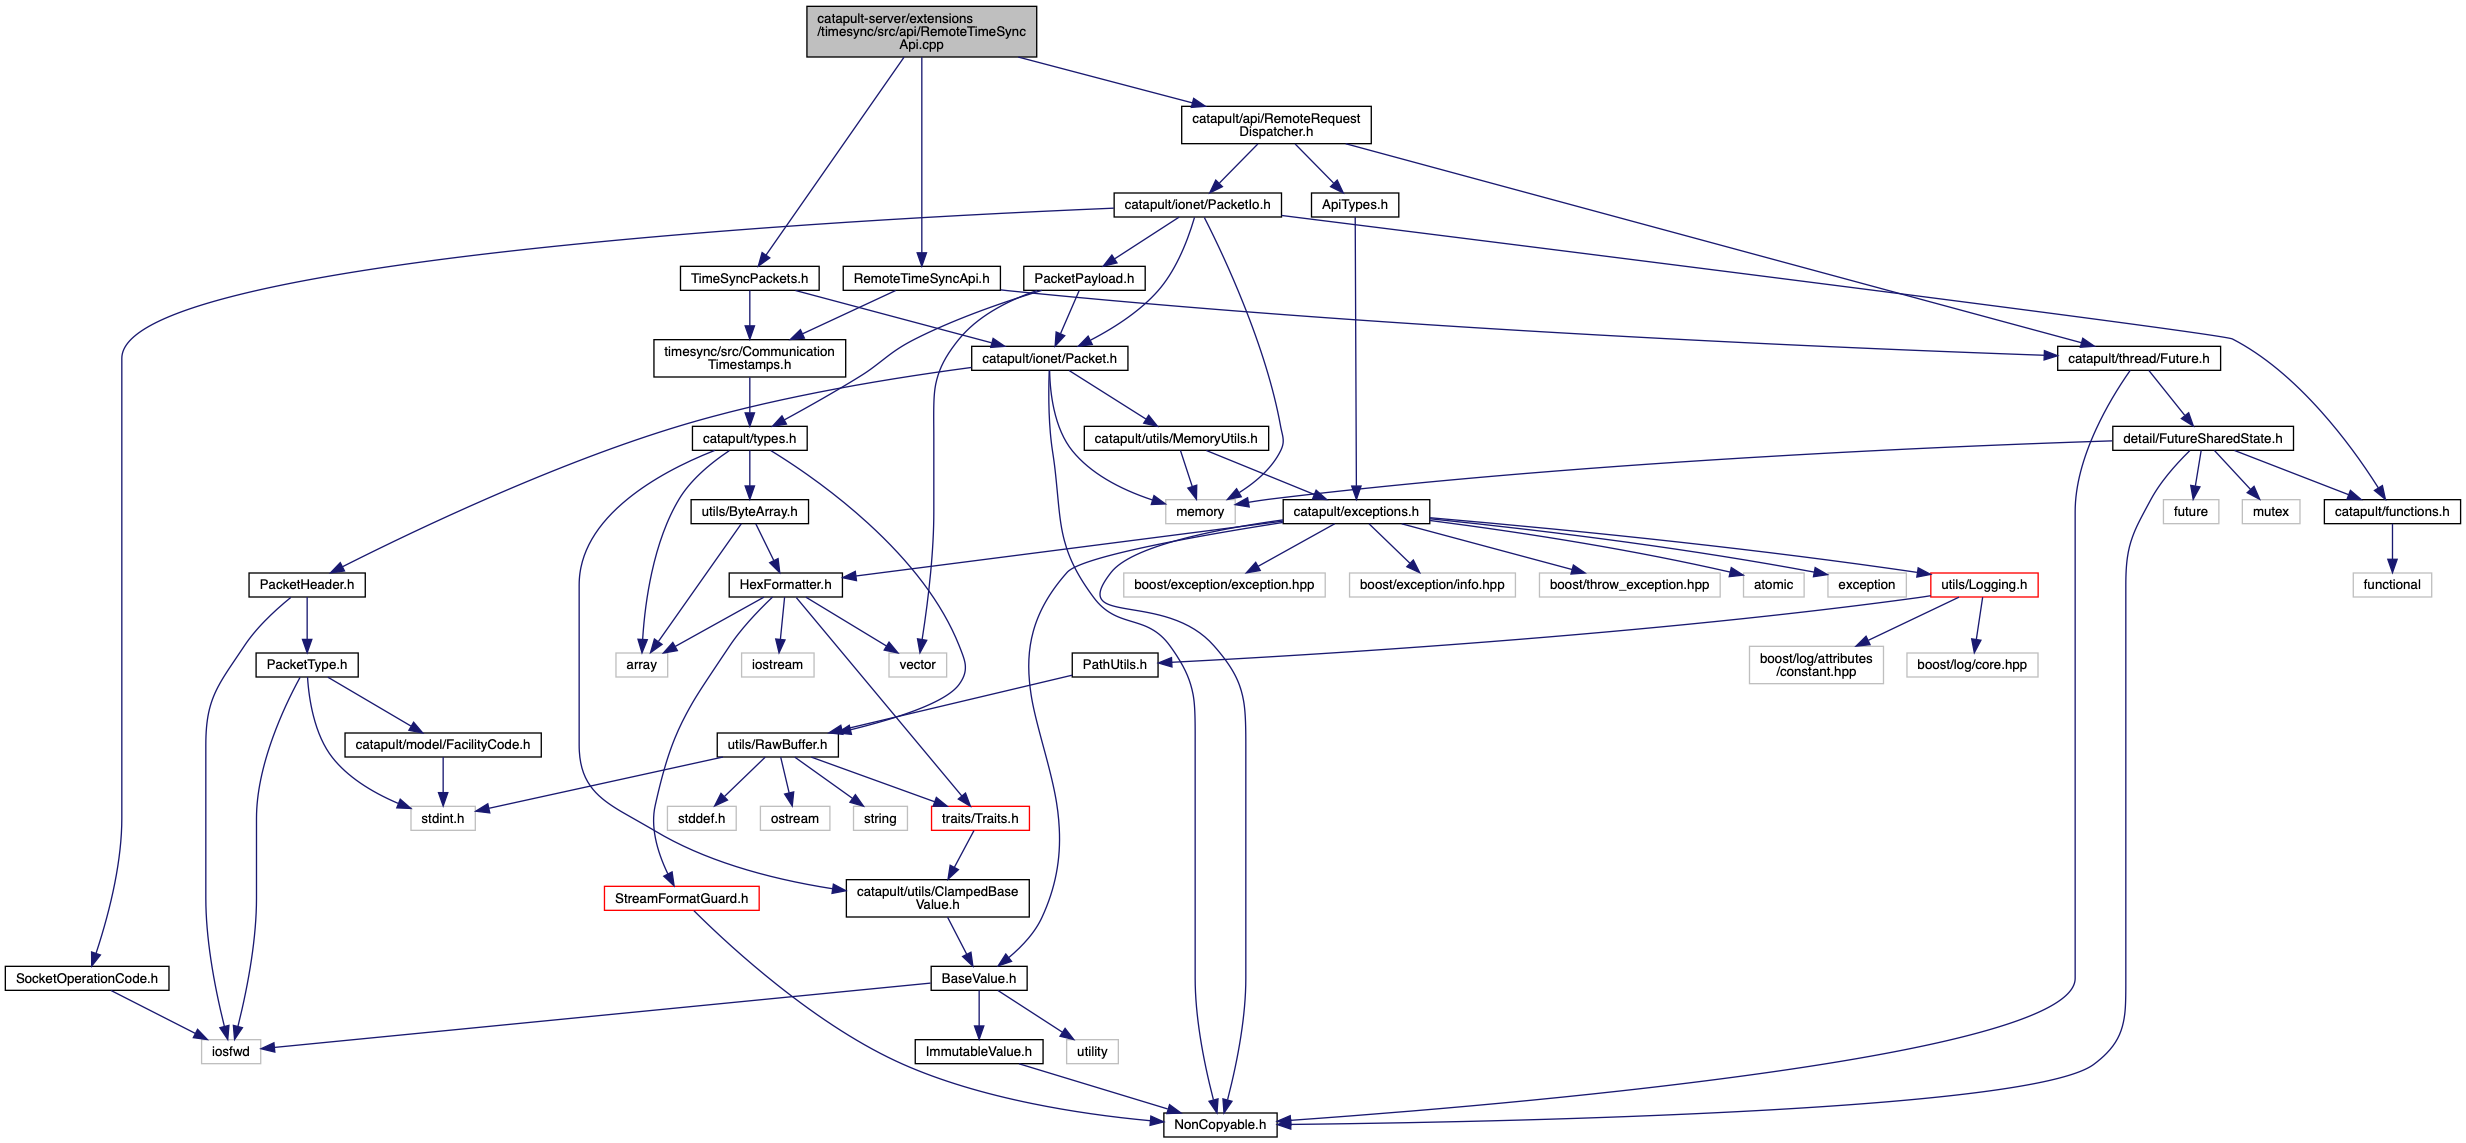 catapult-server/extensions
/timesync/src/api/RemoteTimeSync
Api.cpp
catapult/api/RemoteRequest
Dispatcher.h
catapult/ionet/PacketIo.h
ApiTypes.h
TimeSyncPackets.h
RemoteTimeSyncApi.h
PacketPayload.h
timesync/src/Communication
Timestamps.h
catapult/ionet/Packet.h
catapult/thread/Future.h
catapult/types.h
catapult/utils/MemoryUtils.h
detail/FutureSharedState.h
utils/ByteArray.h
memory
catapult/exceptions.h
future
mutex
catapult/functions.h
PacketHeader.h
HexFormatter.h
boost/exception/exception.hpp
boost/exception/info.hpp
boost/throw_exception.hpp
atomic
exception
utils/Logging.h
functional
PacketType.h
array
iostream
vector
PathUtils.h
boost/log/attributes
/constant.hpp
boost/log/core.hpp
catapult/model/FacilityCode.h
utils/RawBuffer.h
stdint.h
stddef.h
ostream
string
traits/Traits.h
StreamFormatGuard.h
catapult/utils/ClampedBase
Value.h
SocketOperationCode.h
BaseValue.h
iosfwd
ImmutableValue.h
utility
NonCopyable.h